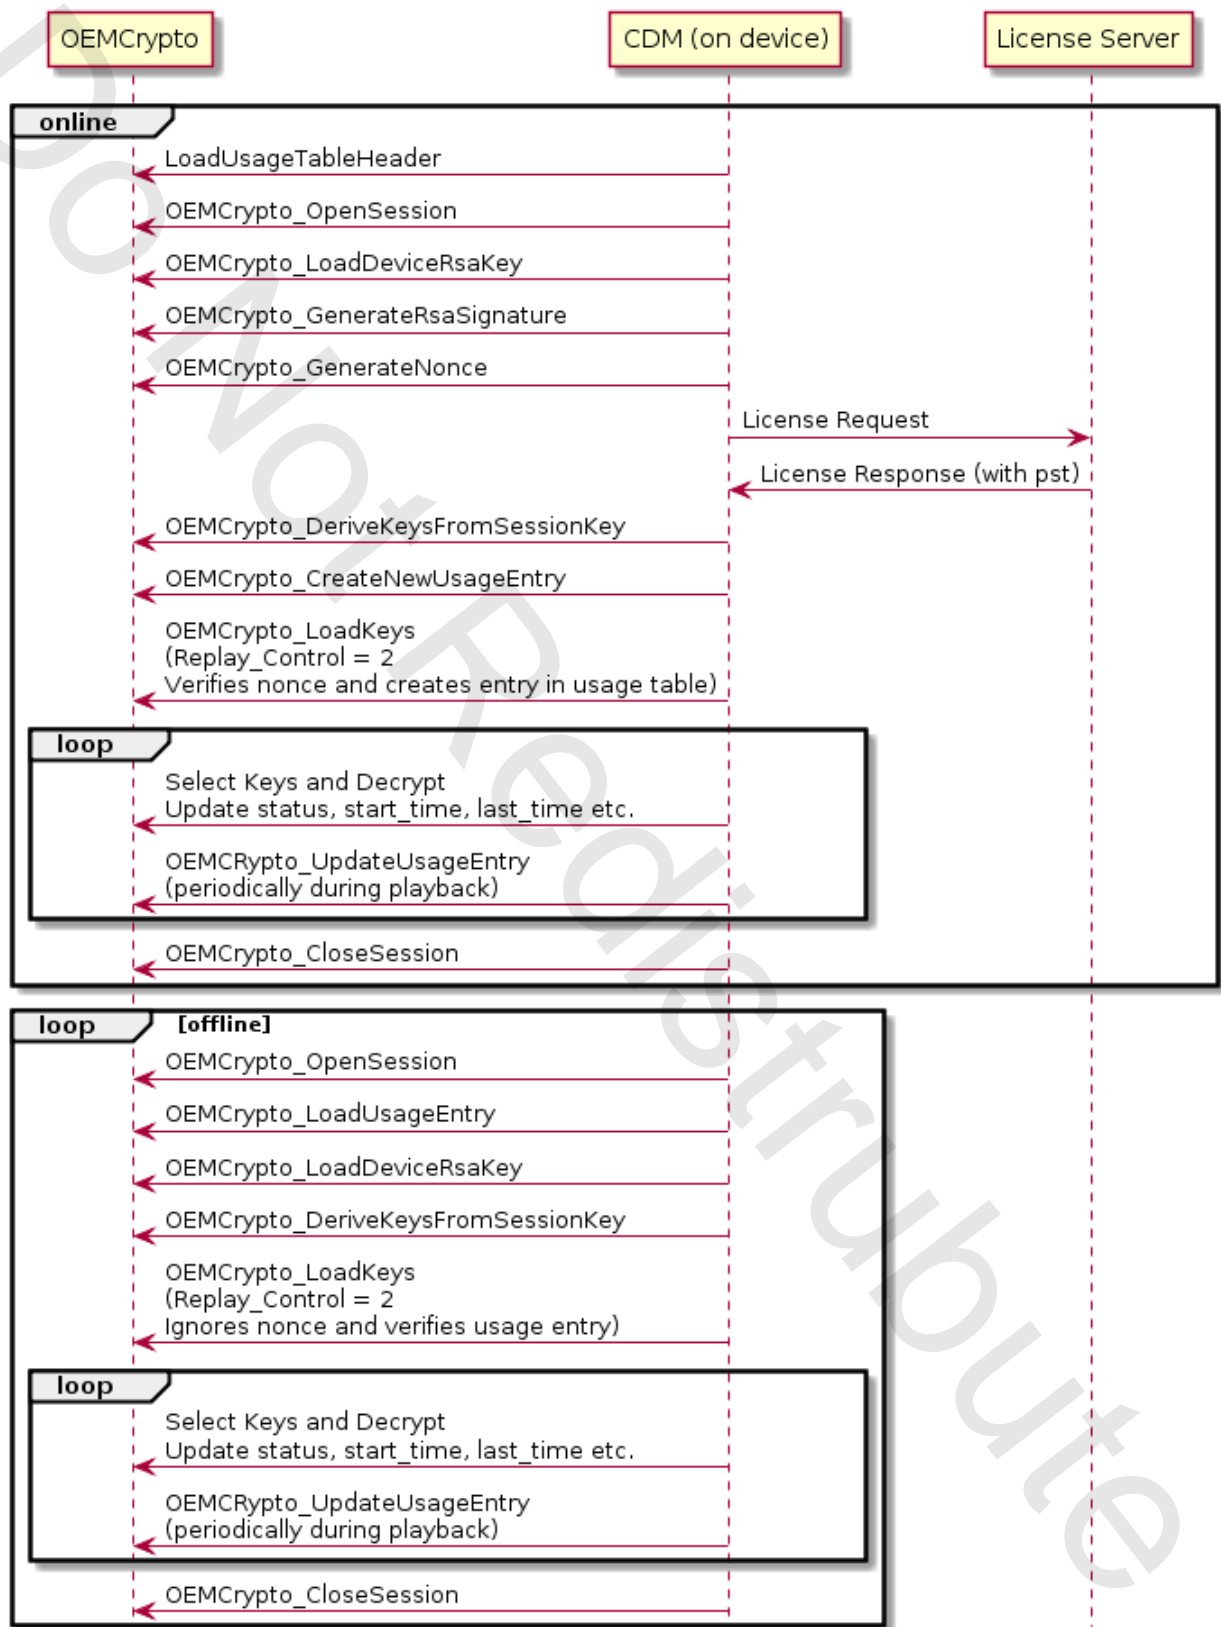 OEMCrypto
CDM (on device)
License Server
online
LoadUsageTableHeader
OEMCrypto_OpenSession
OEMCrypto_LoadDeviceRsaKey
OEMCrypto_GenerateRsaSignature
OEMCrypto_GenerateNonce
License Request
License Response (with pst)
OEMCrypto_DeriveKeysFromSessionKey
OEMCrypto_CreateNewUsageEntry
OEMCrypto_LoadKeys
(Replay_Control = 2
Verifies nonce and creates entry in usage table)
loop
Select Keys and Decrypt
Update status, start_time, last_time etc.
OEMCRypto_UpdateUsageEntry
(periodically during playback)
OEMCrypto_CloseSession
loop [offline]
OEMCrypto_OpenSession
OEMCrypto_LoadUsageEntry
OEMCrypto_LoadDeviceRsaKey
OEMCrypto_DeriveKeysFromSessionKey
OEMCrypto_LoadKeys
(Replay_Control = 2
Ignores nonce and verifies usage entry)
loop
Select Keys and Decrypt
Update status, start_time, last_time etc.
OEMCRypto_UpdateUsageEntry
(periodically during playback)
OEMCrypto_CloseSession
Do Not Redistrubute